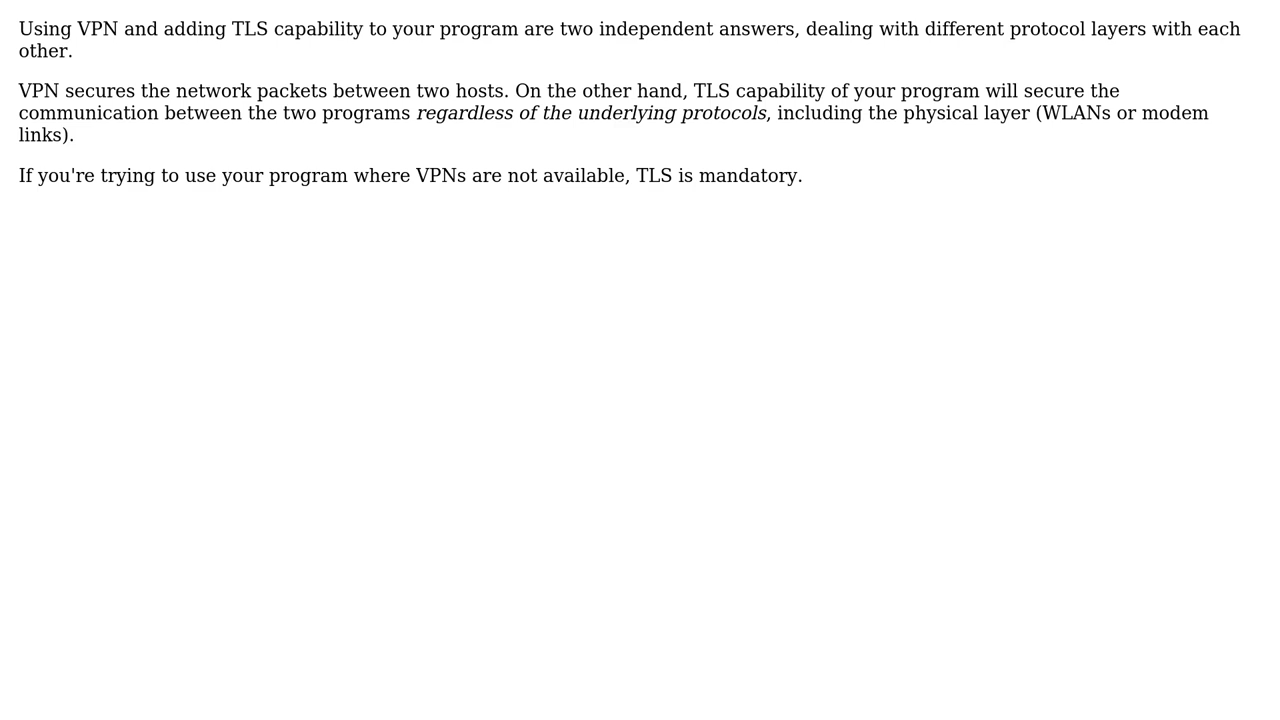 Using VPN and adding TLS capability to your program are two independent answers, dealing with different protocol layers with each
other.
VPN secures the network packets between two hosts. On the other hand, TLS capability of your program will secure the
communication between the two programs regardless of the underlying protocols, including the physical layer (WLANs or modem
links).
If you're trying to use your program where VPNs are not available, TLS is mandatory.